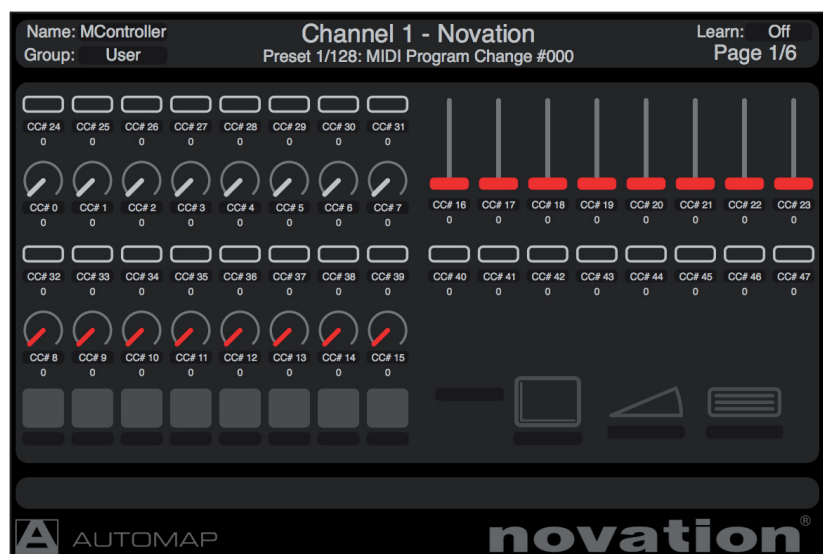 Name: MController
Channel 1 - Novation
Learn: Off
Group: User
Preset 1/128: MIDI Program Change #000
Page 1/6
CC# 24 CC# 25 CC# 26 CC# 27 CC# 28 CC# 29 CC# 30 CC# 31
0 0 0 0 0 0 0 0
CC# 0 CC# 1 CC# 2 CC# 3 CC# 4 CC# 5 CC# 6 CC# 7
0 0 0 0 0 0 0 0
CC# 16 CC# 17 CC# 18 CC# 19 CC# 20 CC# 21 CC# 22 CC# 23
0 0 0 0 0 0 0 0
CC# 32 CC# 33 CC# 34 CC# 35 CC# 36 CC# 37 CC# 38 CC# 39
0 0 0 0 0 0 0 0
CC# 40 CC# 41 CC# 42 CC# 43 CC# 44 CC# 45 CC# 46 CC# 47
0 0 0 0 0 0 0 0
CC# 8 CC# 9 CC# 10 CC# 11 CC# 12 CC# 13 CC# 14 CC# 15
0 0 0 0 0 0 0 0
A AUTOMAP
novation®